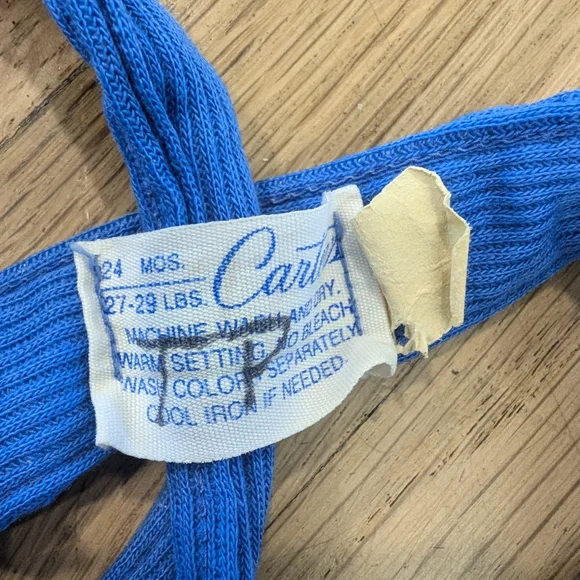 24 MOS.
27-29 LBS.
Cart
MACHINE WASH AND DRY.
WARM SETTING, NO BLEACH
WASH COLORS SEPARATELY
COOL IRON IF NEEDED.
TP